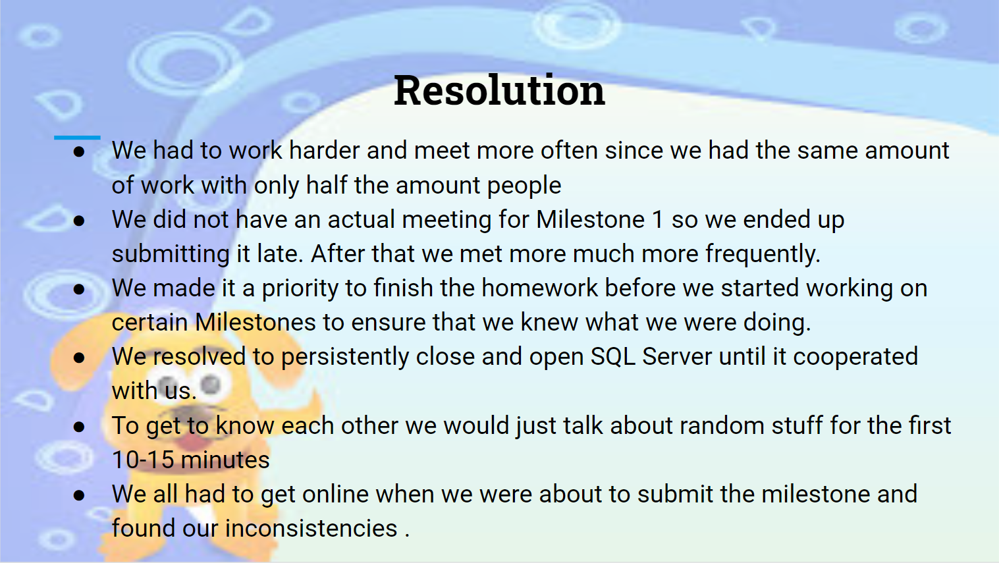 Resolution
● We had to work harder and meet more often since we had the same amount
of work with only half the amount people
● We did not have an actual meeting for Milestone 1 so we ended up
submitting it late. After that we met more much more frequently.
● We made it a priority to finish the homework before we started working on
certain Milestones to ensure that we knew what we were doing.
● We resolved to persistently close and open SQL Server until it cooperated
with us.
● To get to know each other we would just talk about random stuff for the first
10-15 minutes
● We all had to get online when we were about to submit the milestone and
found our inconsistencies .